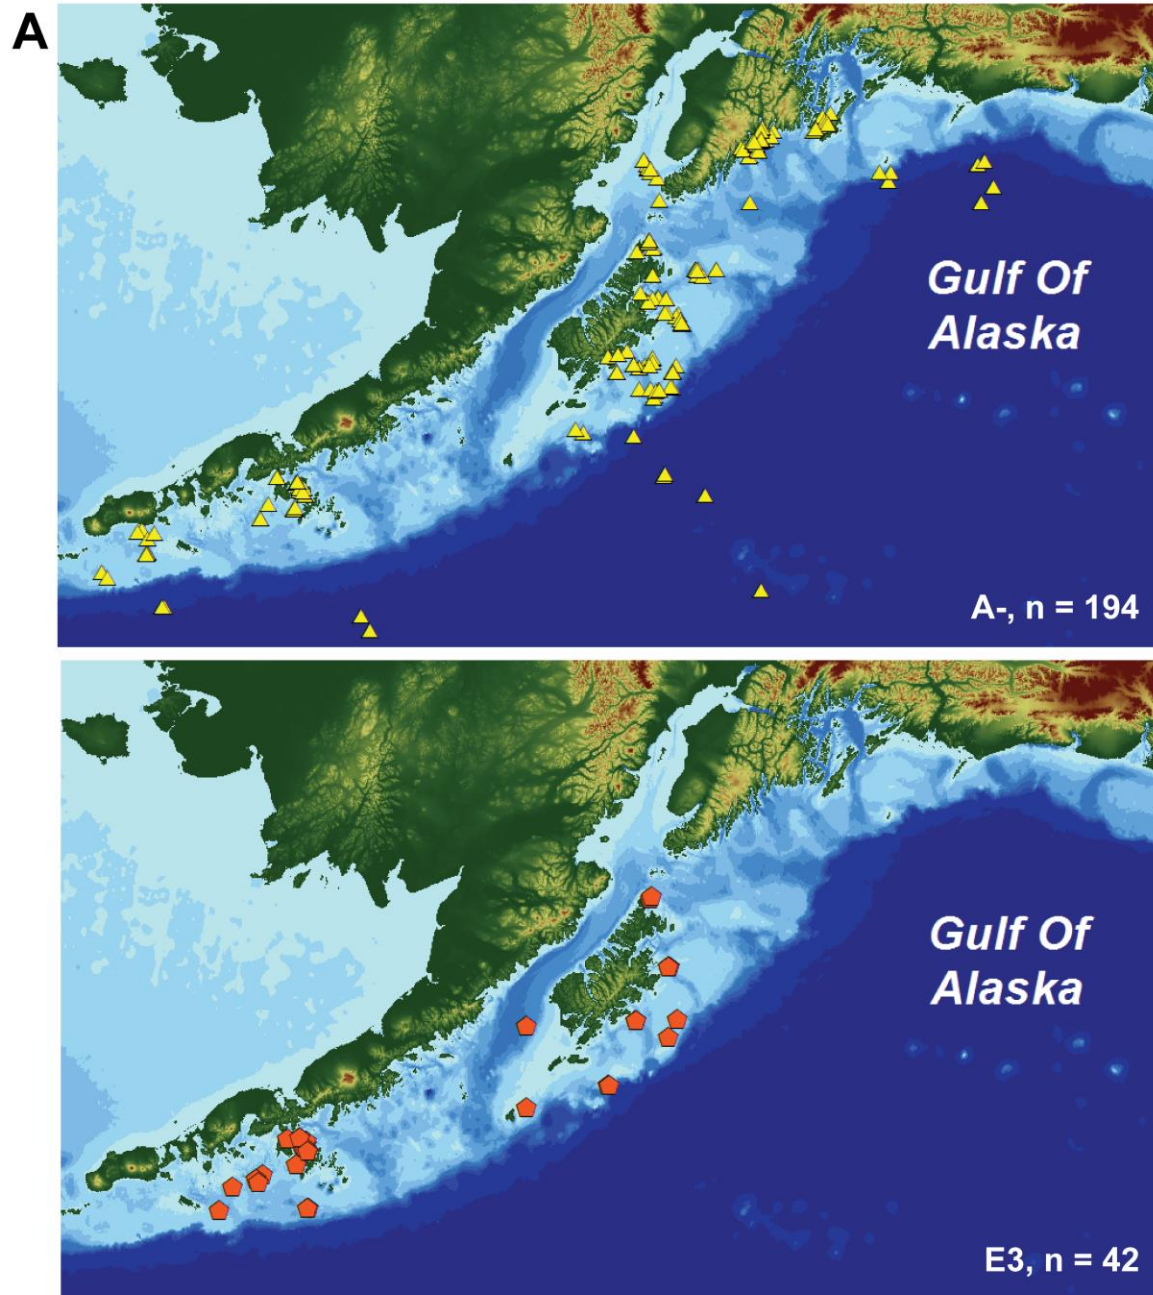 A
Gulf Of
Alaska
A-, n = 194
Gulf Of
Alaska
E3, n = 42